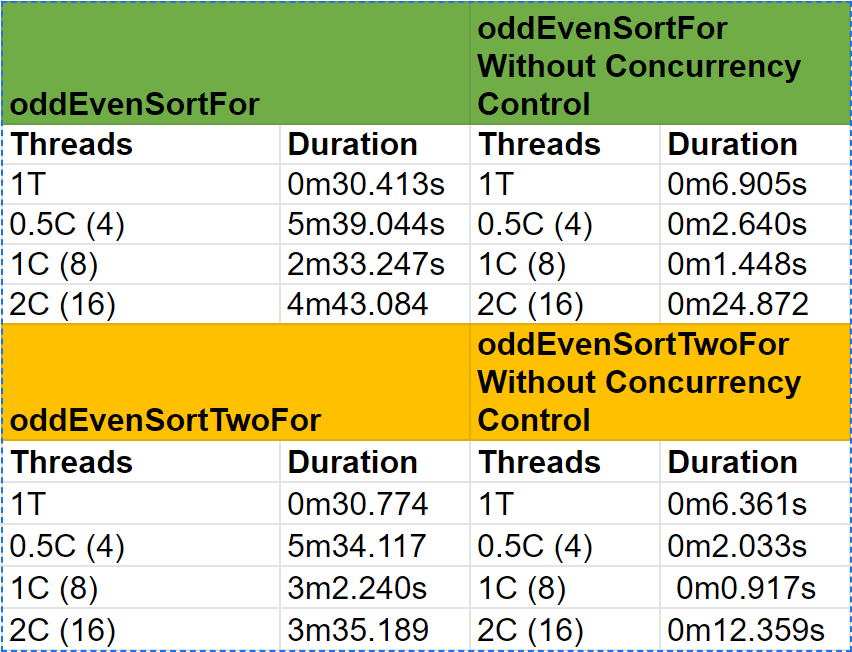 oddEvenSortFor
oddEvenSortFor
Without Concurrency
Control
Threads Duration Threads Duration
1T 0m30.413s 1T 0m6.905s
0.5C (4) 5m39.044s 0.5C (4) 0m2.640s
1C (8) 2m33.247s 1C (8) 0m1.448s
2C (16) 4m43.084 2C (16) 0m24.872
oddEvenSortTwoFor
oddEvenSortTwoFor
Without Concurrency
Control
Threads Duration Threads Duration
1T 0m30.774 1T 0m6.361s
0.5C (4) 5m34.117 0.5C (4) 0m2.033s
1C (8) 3m2.240s 1C (8) 0m0.917s
2C (16) 3m35.189 2C (16) 0m12.359s